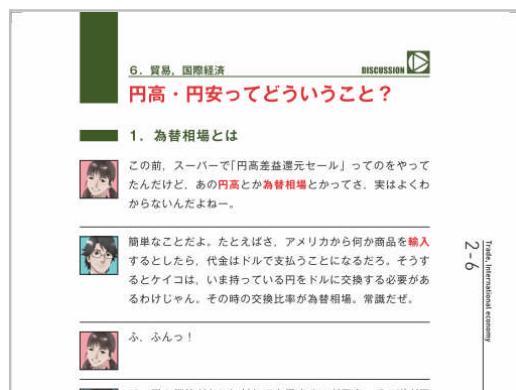 6. 貿易，国際経済
DISCUSSION
円高・円安ってどういうこと？
1. 為替相場とは
この前，スーパーで「円高差益還元セール」ってのをやって
たんだけど，あの円高とか為替相場とかってさ，実はよくわ
からないんだよねー。
簡単なことだよ。たとえばさ，アメリカから何か商品を輸入
するとしたら，代金はドルで支払うことになるだろ。そうす
るとケイコは，いま持っている円をドルに交換する必要があ
るわけじゃん。その時の交換比率が為替相場。常識だぜ。
ふ，ふんっ！
2-6
Trade, International economy